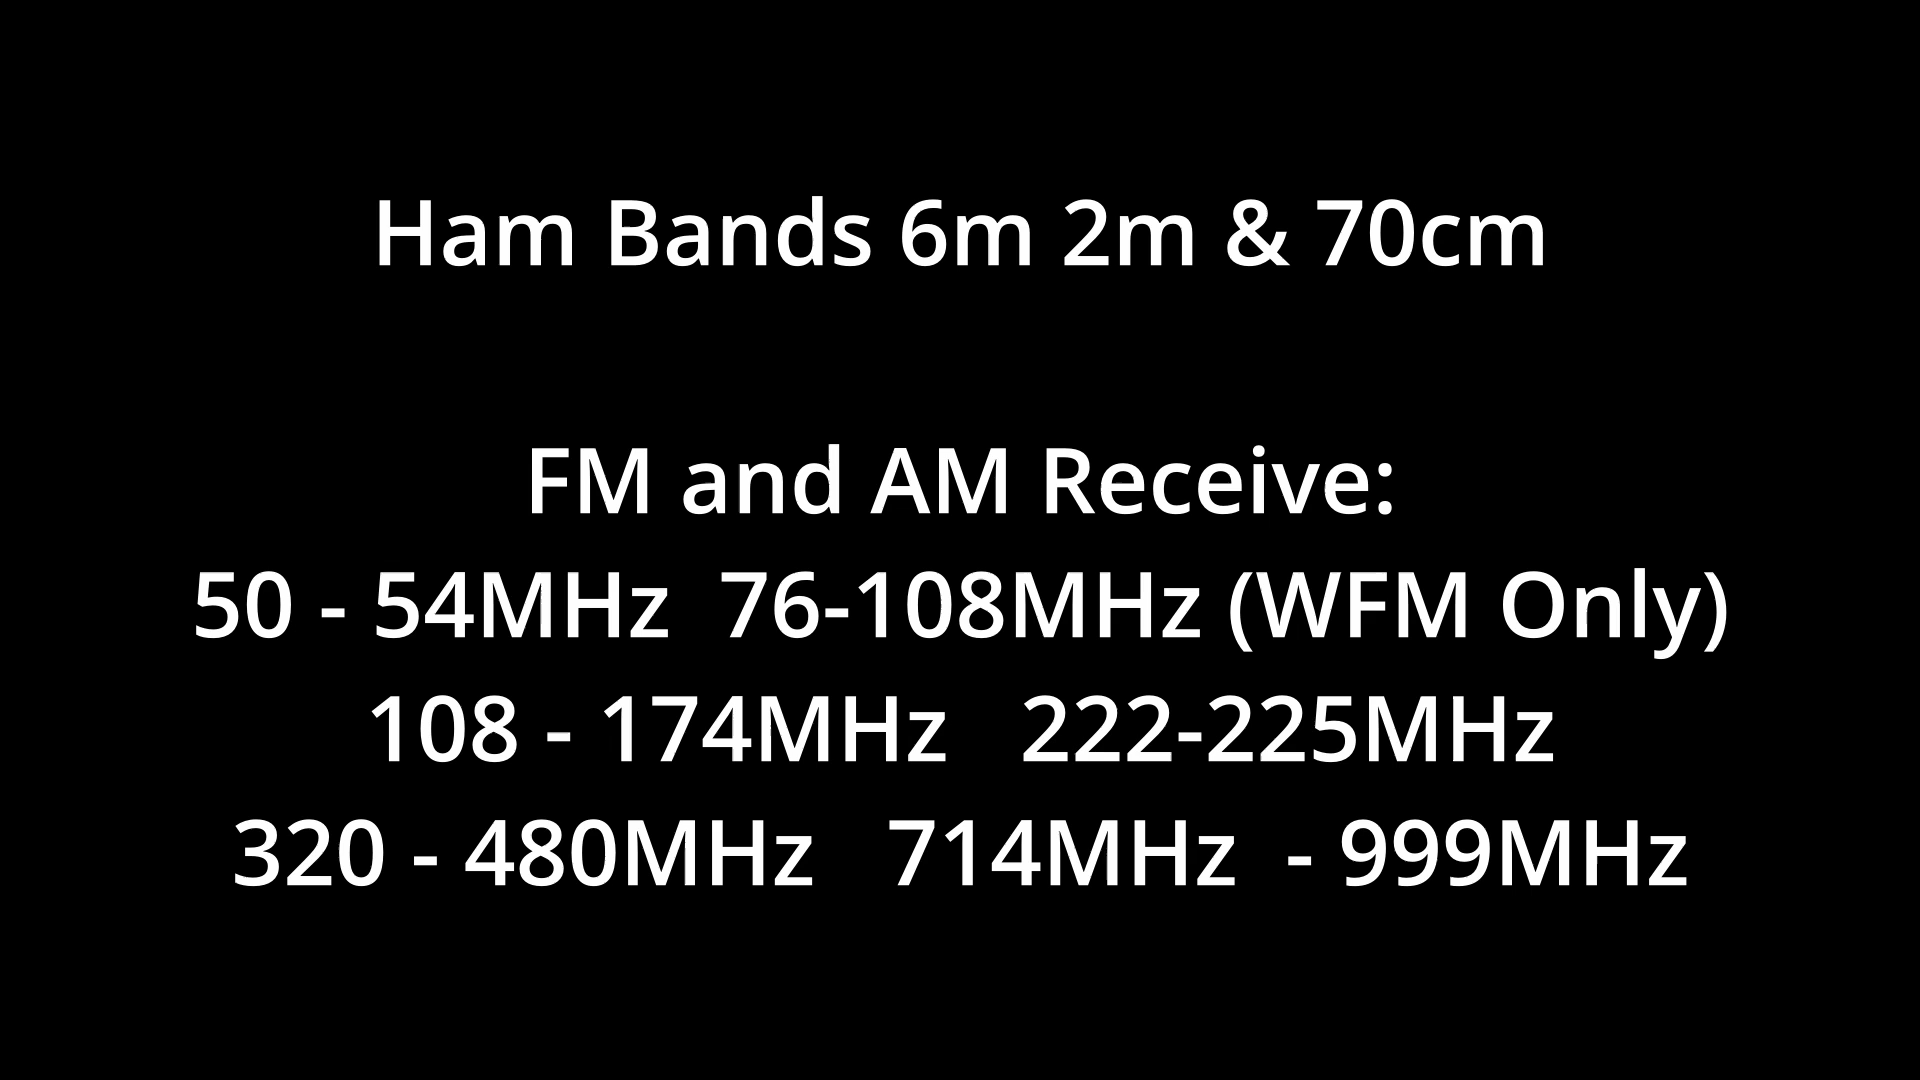 Ham Bands 6m 2m & 70cm
FM and AM Receive:
50 - 54MHz  76-108MHz (WFM Only)
108 - 174MHz   222-225MHz
320 - 480MHz   714MHz  - 999MHz